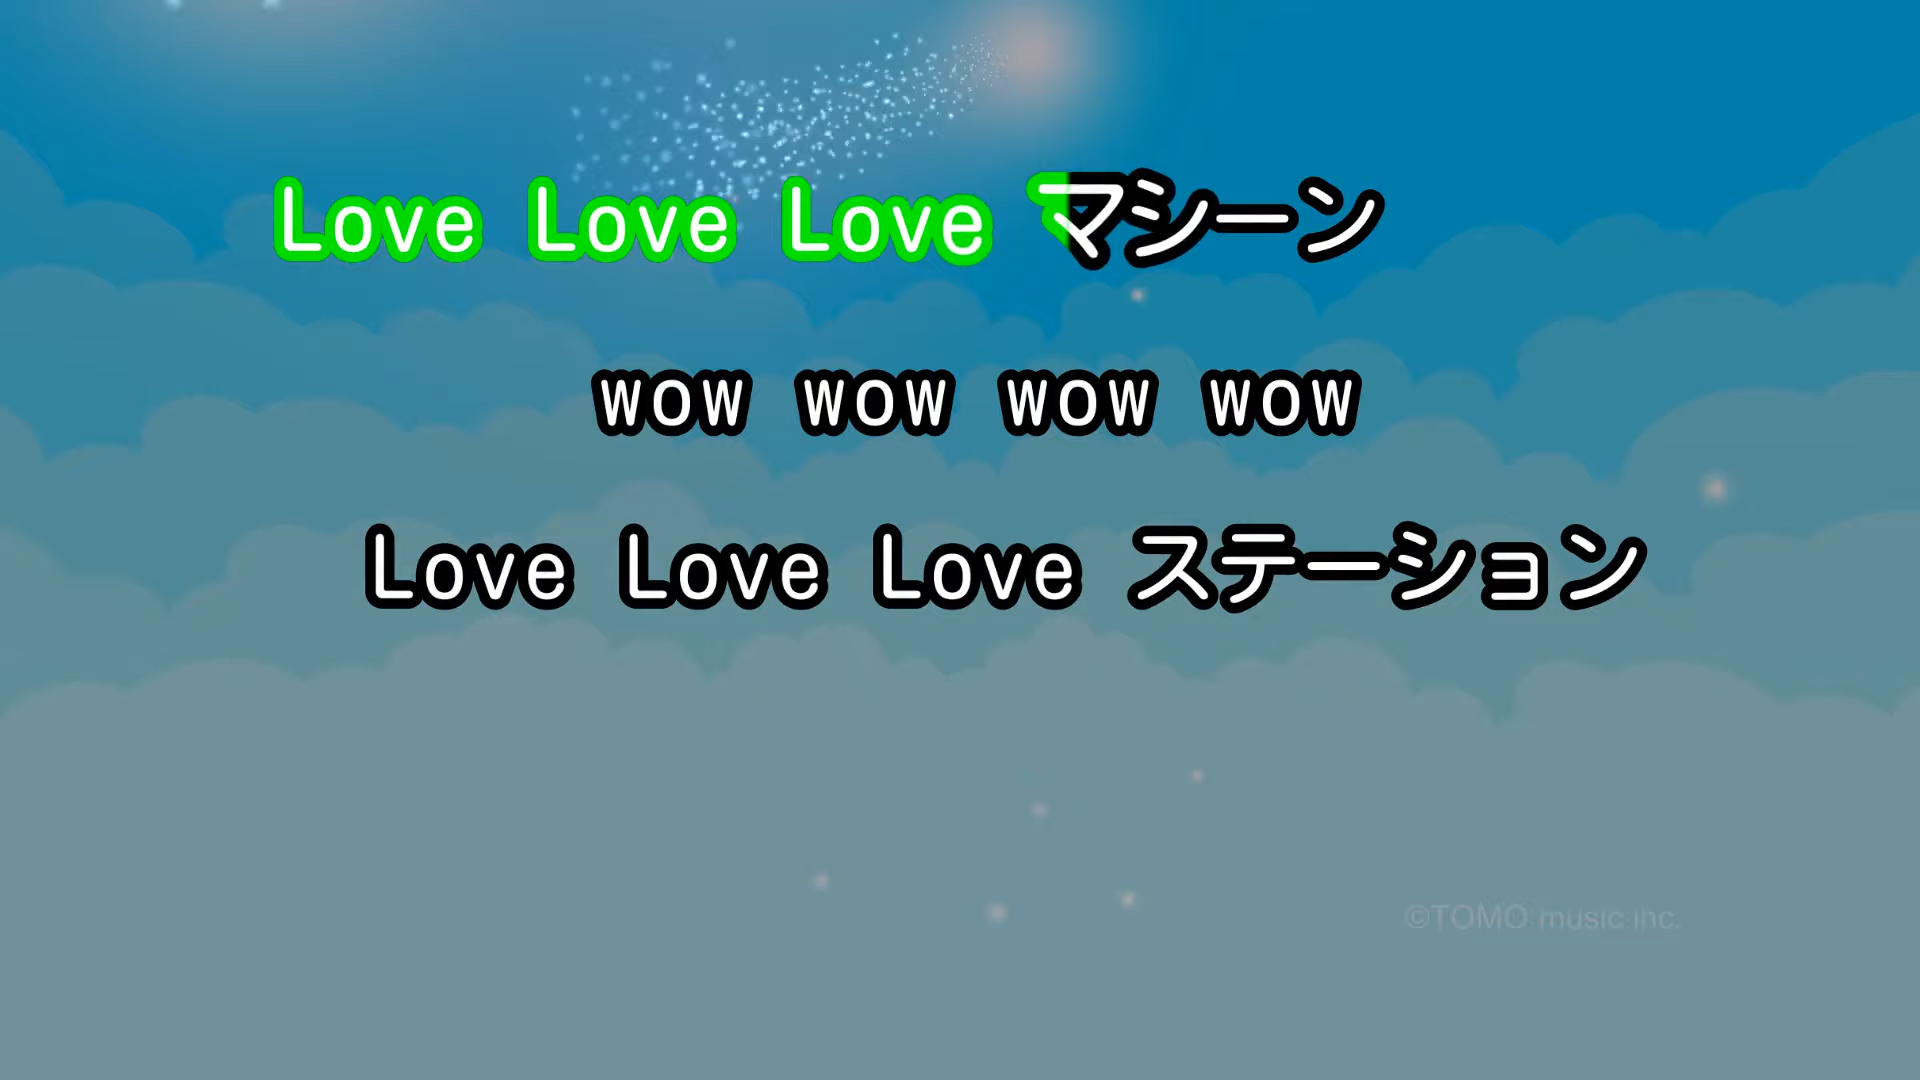 Love Love Love マシーン
WOW WOW WOW WOW
Love Love Love ステーション
©TOMO music inc.